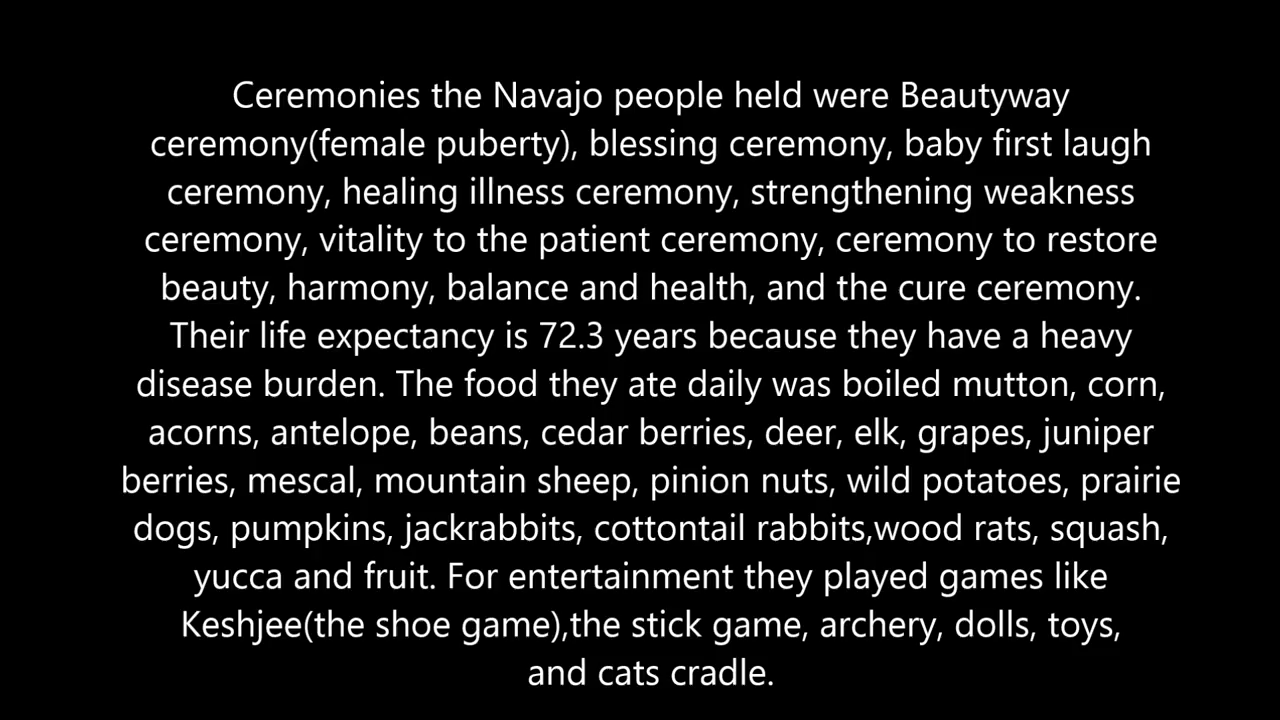 Ceremonies the Navajo people held were Beautyway
ceremony(female puberty), blessing ceremony, baby first laugh
ceremony, healing illness ceremony, strengthening weakness
ceremony, vitality to the patient ceremony, ceremony to restore
beauty, harmony, balance and health, and the cure ceremony.
Their life expectancy is 72.3 years because they have a heavy
disease burden. The food they ate daily was boiled mutton, corn,
acorns, antelope, beans, cedar berries, deer, elk, grapes, juniper
berries, mescal, mountain sheep, pinion nuts, wild potatoes, prairie
dogs, pumpkins, jackrabbits, cottontail rabbits,wood rats, squash,
yucca and fruit. For entertainment they played games like
Keshjee(the shoe game),the stick game, archery, dolls, toys,
and cats cradle.